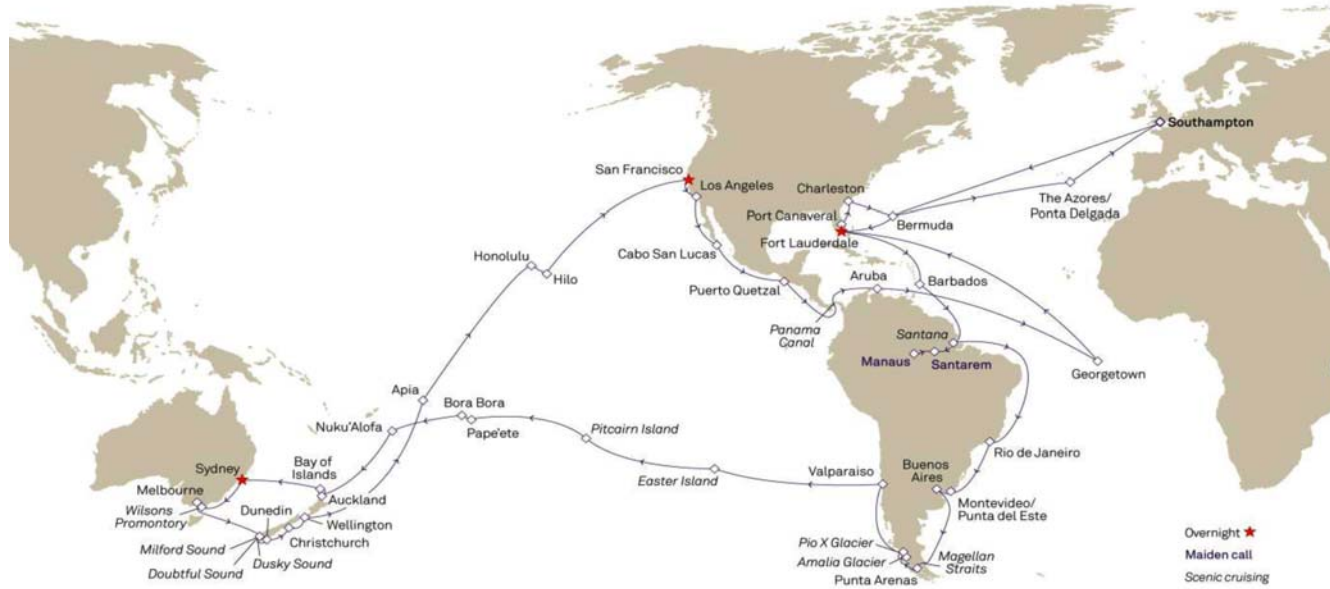 Southampton
San Francisco
Los Angeles
Charleston
The Azores/
Ponta Delgada
Port Canaveral
Bermuda
Fort Lauderdale
Honolulu
Hilo
Cabo San Lucas
Aruba
Barbados
Puerto Quetzal
Panama
Canal
Santana
Manaus
Santarem
Georgetown
Apia
Bora Bora
Nuku'Alofa
Pape'ete
Pitcairn Island
Rio de Janeiro
Sydney
Bay of
Islands
Easter Island
Valparaiso
Buenos
Aires
Melbourne
Auckland
Montevideo/
Punta del Este
Wilsons
Promontory
Dunedin
Wellington
Christchurch
Milford Sound
Dusky Sound
Doubtful Sound
Pio X Glacier
Amalia Glacier
Magellan
Straits
Punta Arenas
Overnight
Maiden call
Scenic cruising